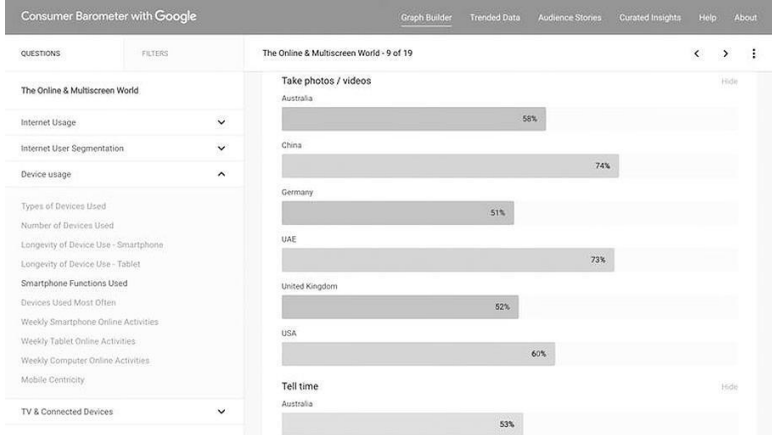 Consumer Barometer with Google
Graph Builder Trended Data Audience Stories Curated Insights Help About
QUESTIONS FILTERS
The Online & Multiscreen World - 9 of 19
The Online & Multiscreen World
Internet Usage
Internet User Segmentation
Device usage
Types of Devices Used
Number of Devices Used
Longevity of Device Use - Smartphone
Longevity of Device Use - Tablet
Smartphone Functions Used
Devices Used Most Often
Weekly Smartphone Online Activities
Weekly Tablet Online Activities
Weekly Computer Online Activities
Mobile Centricity
TV & Connected Devices
Take photos / videos Hide
Australia
58%
China
74%
Germany
51%
UAE
73%
United Kingdom
52%
USA
60%
Tell time Hide
Australia
53%